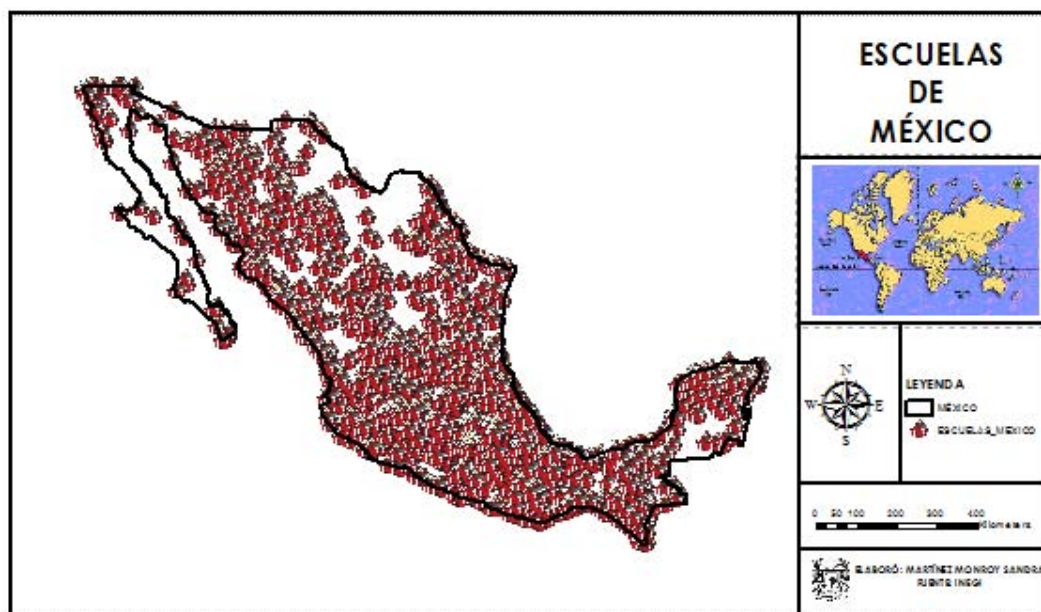 ESCUELAS
DE
MÉXICO
N
W E
S
LEYENDA
MÉXICO
ESCUELAS_MEXICO
0 50 100 200 300 400
Kilometers
ELABORÓ: MARTÍNEZ MONROY SANDRA
FUENTE: INEGI